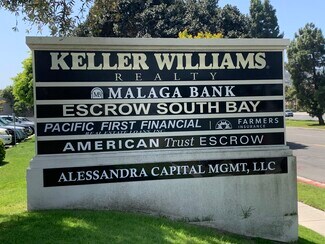 KELLER WILLIAMS
REALTY
MALAGA BANK
ESCROW SOUTH BAY
PACIFIC FIRST FINANCIAL FARMERS
INSURANCE
AMERICAN Trust ESCROW
ALESSANDRA CAPITAL MGMT, LLC